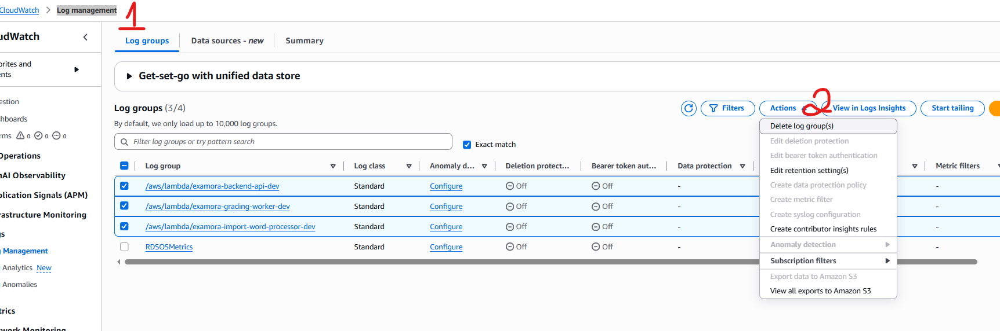 CloudWatch > Log management
1
udWatch
Log groups
Data sources - new
Summary
orites and
ents
Get-set-go with unified data store
estion
hboards
rms 0 0 0
Operations
AI Observability
plication Signals (APM)
rastructure Monitoring
gs
Management
Analytics New
Anomalies
trics
work Monitoring
Log groups (3/4)
2
Filters
Actions
View in Logs Insights
Start tailing
By default, we only load up to 10,000 log groups.
Filter log groups or try pattern search
Exact match
Log group
Log class
Anomaly d...
Deletion protect...
Bearer token aut...
Data protection
Metric filters
/aws/lambda/examora-backend-api-dev Standard Configure Off Off - -
/aws/lambda/examora-grading-worker-dev Standard Configure Off Off - -
/aws/lambda/examora-import-word-processor-dev Standard Configure Off Off - -
RDSOSMetrics Standard Configure Off Off - -
Delete log group(s)
Edit deletion protection
Edit bearer token authentication
Edit retention setting(s)
Create data protection policy
Create metric filter
Create syslog configuration
Create contributor insights rules
Anomaly detection
Subscription filters
Export data to Amazon S3
View all exports to Amazon S3